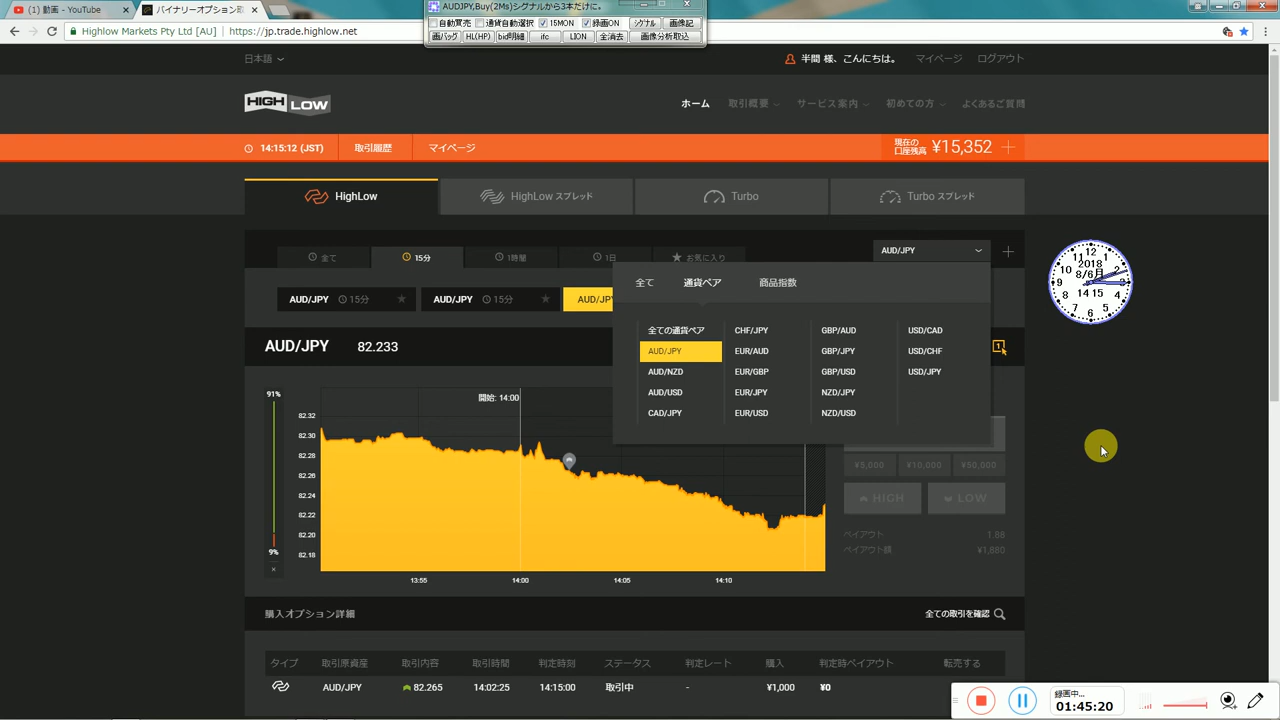 (1) 動画 - YouTube
バイナリーオプション取
AUDJPY,Buy(2Ms)シグナルから3本だけに。
自動買売 通貨自動選択 15MON 録画ON シグナル 画像記
画バッグ HL(HP) bid明細 ifc LION 全消去 画像分析取込
Highlow Markets Pty Ltd [AU] https://jp.trade.highlow.net
日本語
半間 様、こんにちは。 マイページ ログアウト
HIGH LOW
ホーム 取引概要 サービス案内 初めての方 よくあるご質問
14:15:12 (JST) 取引履歴 マイページ
現在の口座残高 ¥15,352
HighLow HighLow スプレッド Turbo Turbo スプレッド
全て 15分 1時間 1日 お気に入り AUD/JPY
AUD/JPY 15分 AUD/JPY 15分 AUD/JP
全て 通貨ペア 商品指数
全ての通貨ペア CHF/JPY GBP/AUD USD/CAD
AUD/JPY EUR/AUD GBP/JPY USD/CHF
AUD/NZD EUR/GBP GBP/USD USD/JPY
AUD/USD EUR/JPY NZD/JPY
CAD/JPY EUR/USD NZD/USD
AUD/JPY 82.233
1
91%
9%
開始: 14:00
82.32
82.30
82.28
82.26
82.24
82.22
82.20
82.18
13:55 14:00 14:05 14:10
¥5,000 ¥10,000 ¥50,000
HIGH LOW
ペイアウト 1.88
ペイアウト額 ¥1,880
12
11 1
10 2
9 3
8 4
7 5
6
2018
8/6月
14 15
購入オプション詳細 全ての取引を確認
タイプ 取引原資産 取引内容 取引時間 判定時刻 ステータス 判定レート 購入 判定時ペイアウト 転売する
AUD/JPY 82.265 14:02:25 14:15:00 取引中 - ¥1,000 ¥0
録画中...
01:45:20